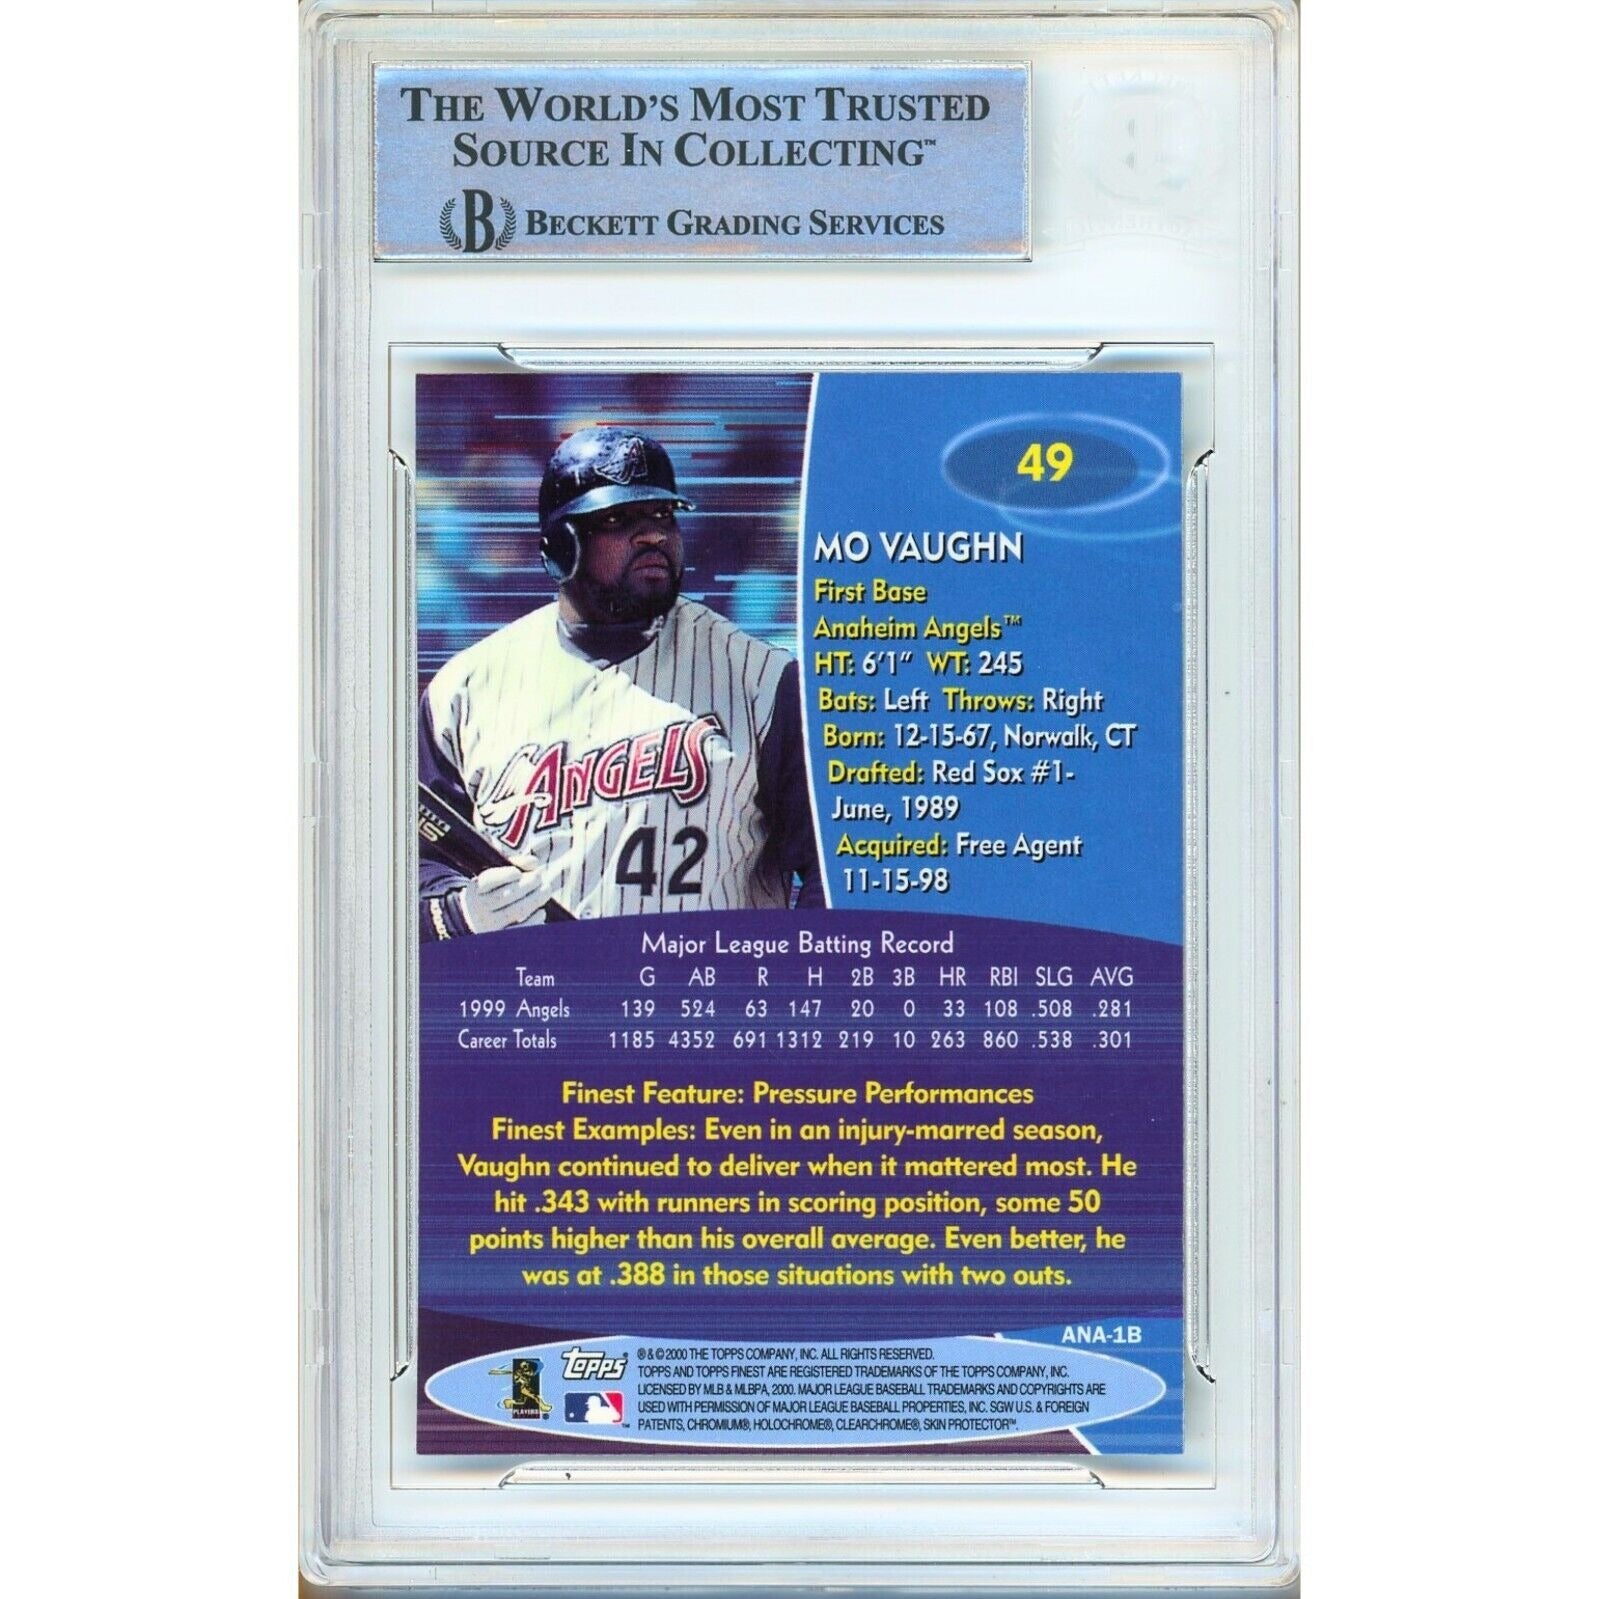 THE WORLD'S MOST TRUSTED
SOURCE IN COLLECTING™
B BECKETT GRADING SERVICES
49
MO VAUGHN
First Base
Anaheim Angels™
HT: 6'1" WT: 245
Bats: Left Throws: Right
Born: 12-15-67, Norwalk, CT
Drafted: Red Sox #1-
June, 1989
Acquired: Free Agent
11-15-98
ANGELS
42
Major League Batting Record
Team G AB R H 2B 3B HR RBI SLG AVG
1999 Angels 139 524 63 147 20 0 33 108 .508 .281
Career Totals 1185 4352 691 1312 219 10 263 860 .538 .301
Finest Feature: Pressure Performances
Finest Examples: Even in an injury-marred season,
Vaughn continued to deliver when it mattered most. He
hit .343 with runners in scoring position, some 50
points higher than his overall average. Even better, he
was at .388 in those situations with two outs.
ANA-1B
PLAYERS
TOPPS
® & © 2000 THE TOPPS COMPANY, INC. ALL RIGHTS RESERVED.
TOPPS AND TOPPS FINEST ARE REGISTERED TRADEMARKS OF THE TOPPS COMPANY, INC.
LICENSED BY MLB & MLBPA, 2000. MAJOR LEAGUE BASEBALL TRADEMARKS AND COPYRIGHTS ARE
USED WITH PERMISSION OF MAJOR LEAGUE BASEBALL PROPERTIES, INC. SGW U.S. & FOREIGN
PATENTS, CHROMIUM®, HOLOCHROME®, CLEARCHROME®, SKIN PROTECTOR™.